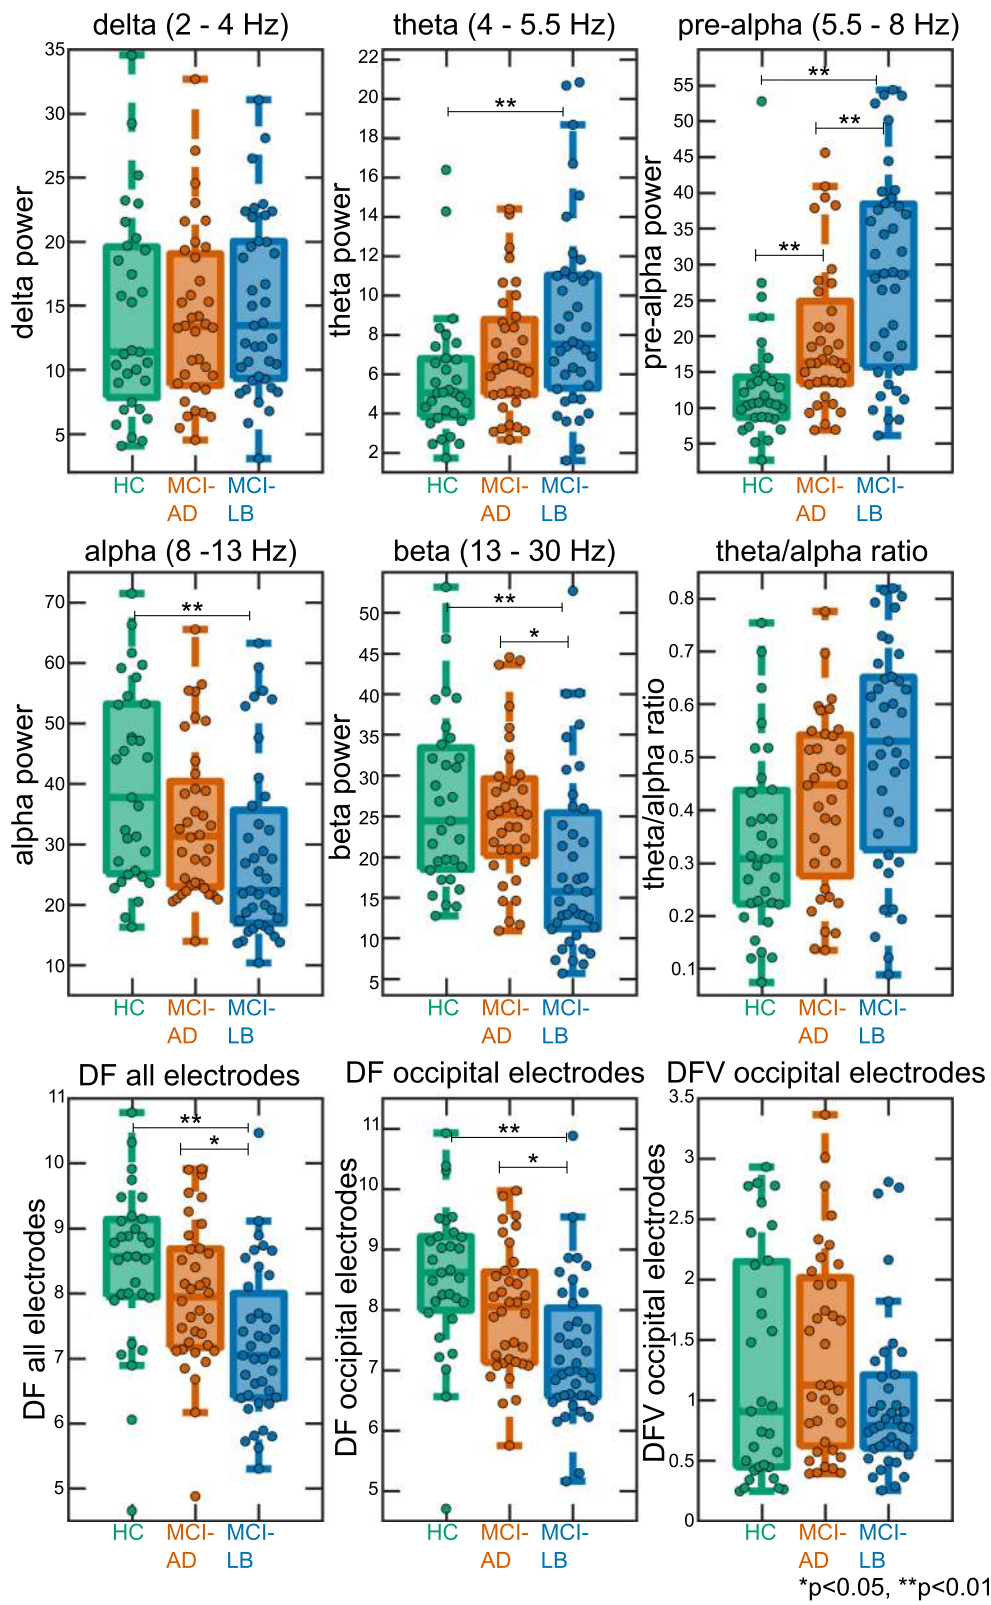 delta (2 - 4 Hz)
theta (4 - 5.5 Hz)
pre-alpha (5.5 - 8 Hz)
delta power
35
30
25
20
15
10
5
HC
MCI-
AD
MCI-
LB
theta power
22
20
18
16
14
12
10
8
6
4
2
**
HC
MCI-
AD
MCI-
LB
pre-alpha power
55
50
45
40
35
30
25
20
15
10
5
**
**
**
HC
MCI-
AD
MCI-
LB
alpha (8 -13 Hz)
beta (13 - 30 Hz)
theta/alpha ratio
alpha power
70
60
50
40
30
20
10
**
HC
MCI-
AD
MCI-
LB
beta power
50
45
40
35
30
25
20
15
10
5
**
*
HC
MCI-
AD
MCI-
LB
theta/alpha ratio
0.8
0.7
0.6
0.5
0.4
0.3
0.2
0.1
HC
MCI-
AD
MCI-
LB
DF all electrodes
DF occipital electrodes
DFV occipital electrodes
DF all electrodes
11
10
9
8
7
6
5
**
*
HC
MCI-
AD
MCI-
LB
DF occipital electrodes
11
10
9
8
7
6
5
**
*
HC
MCI-
AD
MCI-
LB
DFV occipital electrodes
3.5
3
2.5
2
1.5
1
0.5
0
HC
MCI-
AD
MCI-
LB
*p<0.05, **p<0.01